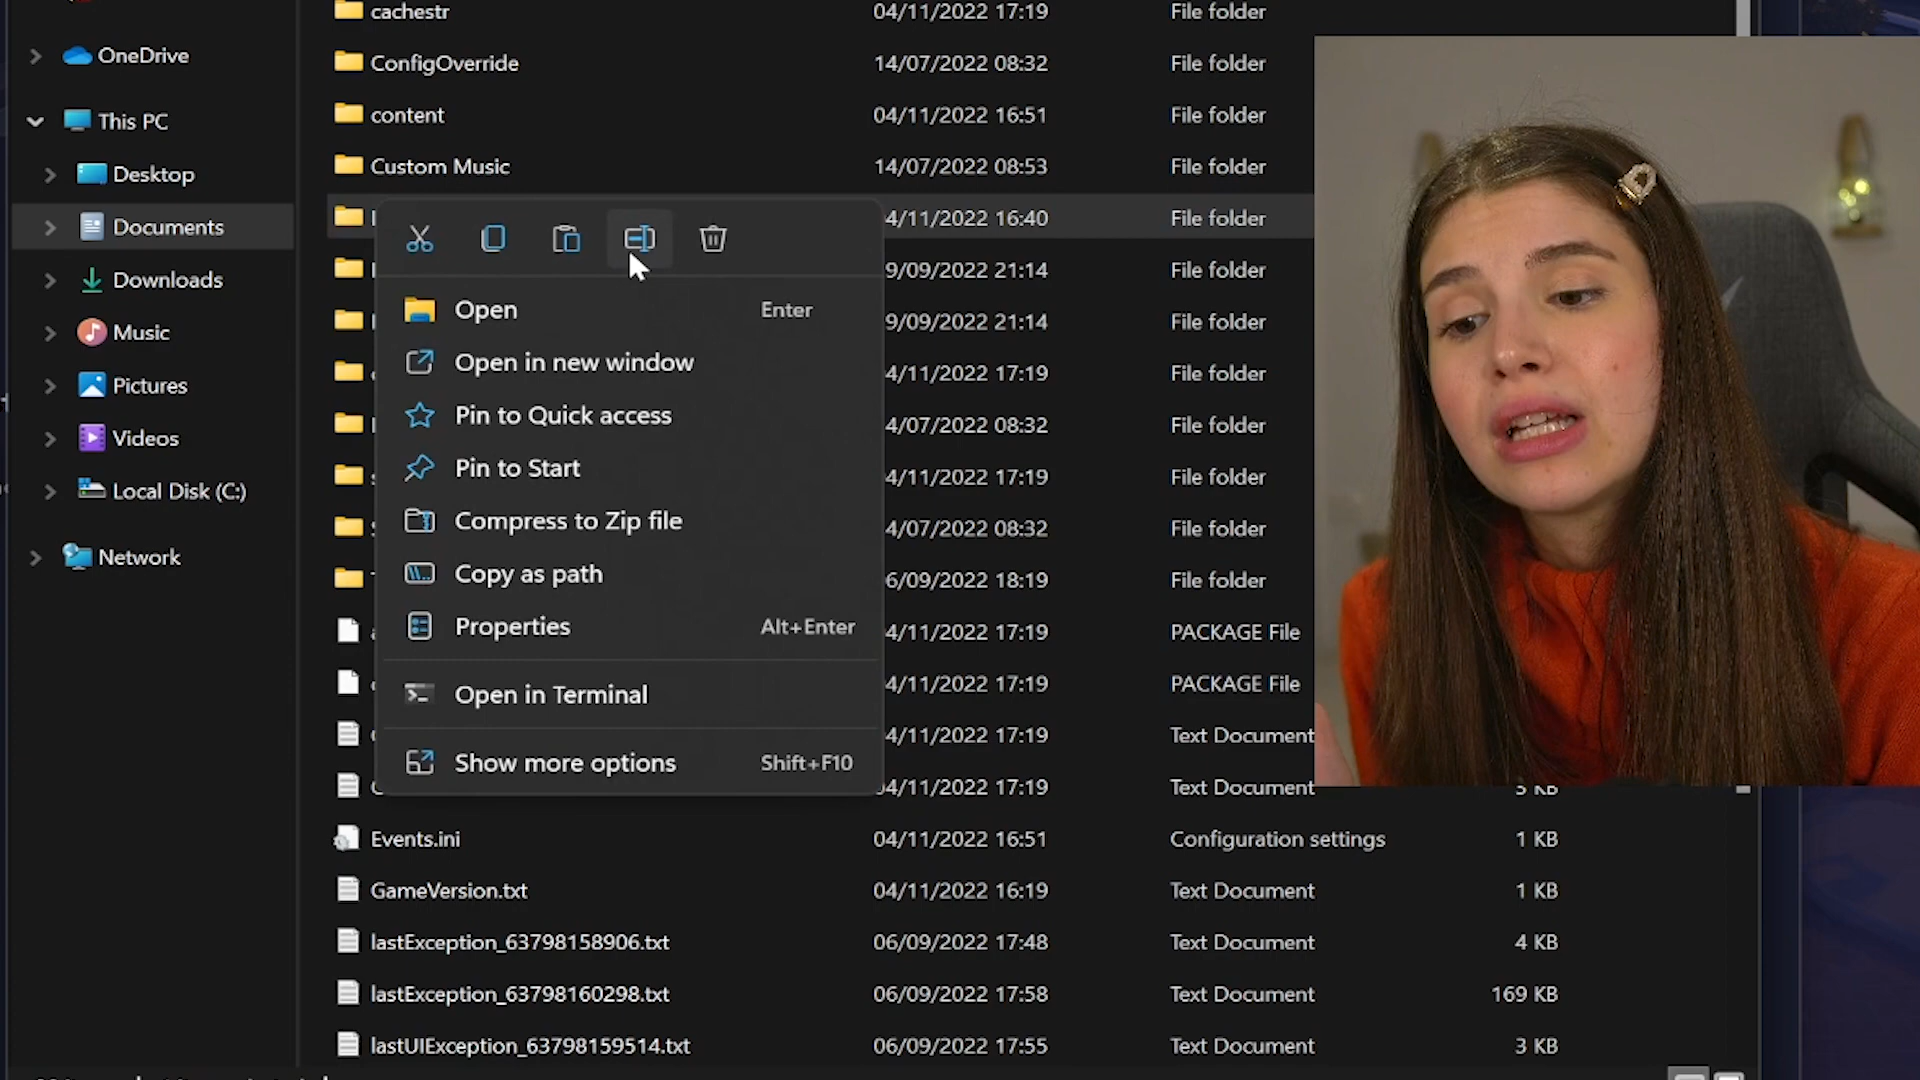 cachestr 04/11/2022 17:19 File folder
OneDrive
ConfigOverride 14/07/2022 08:32 File folder
This PC
content 04/11/2022 16:51 File folder
Desktop
Custom Music 14/07/2022 08:53 File folder
Documents
4/11/2022 16:40 File folder
Downloads
9/09/2022 21:14 File folder
Open Enter
Music
9/09/2022 21:14 File folder
Open in new window
4/11/2022 17:19 File folder
Pictures
Pin to Quick access
4/07/2022 08:32 File folder
Videos
Pin to Start
4/11/2022 17:19 File folder
Local Disk (C:)
Compress to Zip file
4/07/2022 08:32 File folder
Network
Copy as path
6/09/2022 18:19 File folder
Properties Alt+Enter
4/11/2022 17:19 PACKAGE File
Open in Terminal
4/11/2022 17:19 PACKAGE File
4/11/2022 17:19 Text Document
Show more options Shift+F10
4/11/2022 17:19 Text Document 3 KB
Events.ini 04/11/2022 16:51 Configuration settings 1 KB
GameVersion.txt 04/11/2022 16:19 Text Document 1 KB
lastException_63798158906.txt 06/09/2022 17:48 Text Document 4 KB
lastException_63798160298.txt 06/09/2022 17:58 Text Document 169 KB
lastUIException_63798159514.txt 06/09/2022 17:55 Text Document 3 KB